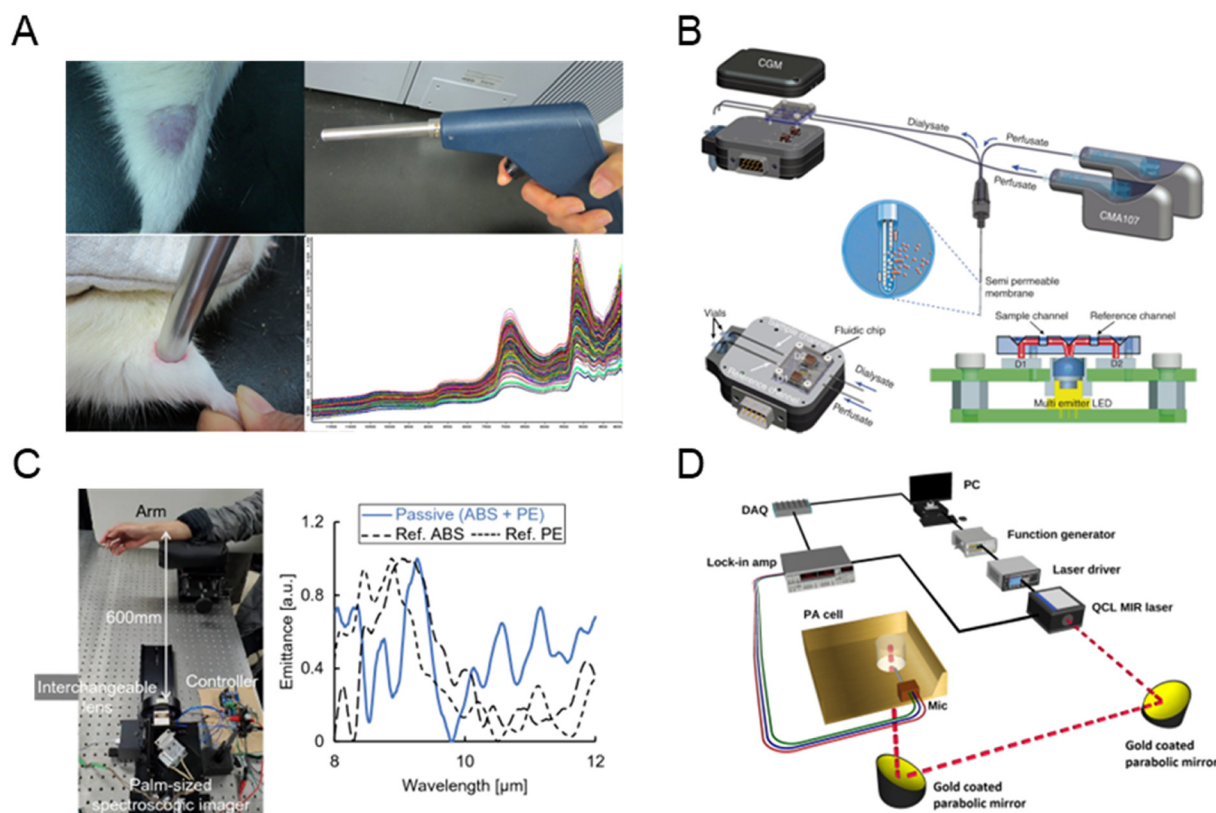 A
B
CGM
Dialysate
Perfusate
Perfusate
CMA107
Semi permeable
membrane
Vials
Fluidic chip
Dialysate
Perfusate
Sample channel
Reference channel
D1
D2
Multi emitter LED
C
Arm
600mm
Interchangeable
lens
Controller
Palm-sized
spectroscopic imager
Passive (ABS + PE)
Ref. ABS
Ref. PE
Emittance [a.u.]
1.2
0.8
0.4
0
8
10
12
Wavelength [µm]
D
PC
DAQ
Function generator
Lock-in amp
Laser driver
QCL MIR laser
PA cell
Mic
Gold coated
parabolic mirror
Gold coated
parabolic mirror